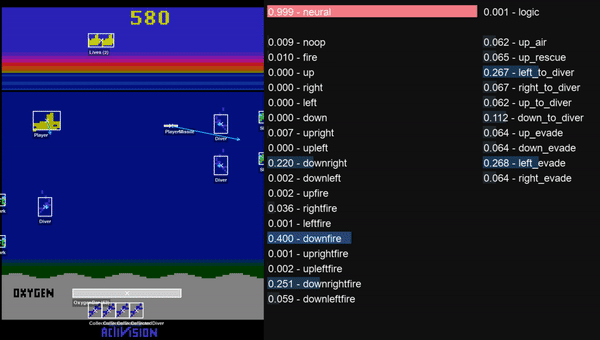 580
Lives (2)
Player
PlayerMissile
Diver
Diver
Diver
OXYGEN
ACTIVISION
0.999 - neural
0.009 - noop
0.010 - fire
0.000 - up
0.000 - right
0.000 - left
0.000 - down
0.007 - upright
0.000 - upleft
0.220 - downright
0.002 - downleft
0.002 - upfire
0.036 - rightfire
0.001 - leftfire
0.400 - downfire
0.001 - uprightfire
0.002 - upleftfire
0.251 - downrightfire
0.059 - downleftfire
0.001 - logic
0.062 - up_air
0.065 - up_rescue
0.267 - left_to_diver
0.067 - right_to_diver
0.062 - up_to_diver
0.112 - down_to_diver
0.064 - up_evade
0.064 - down_evade
0.268 - left_evade
0.064 - right_evade